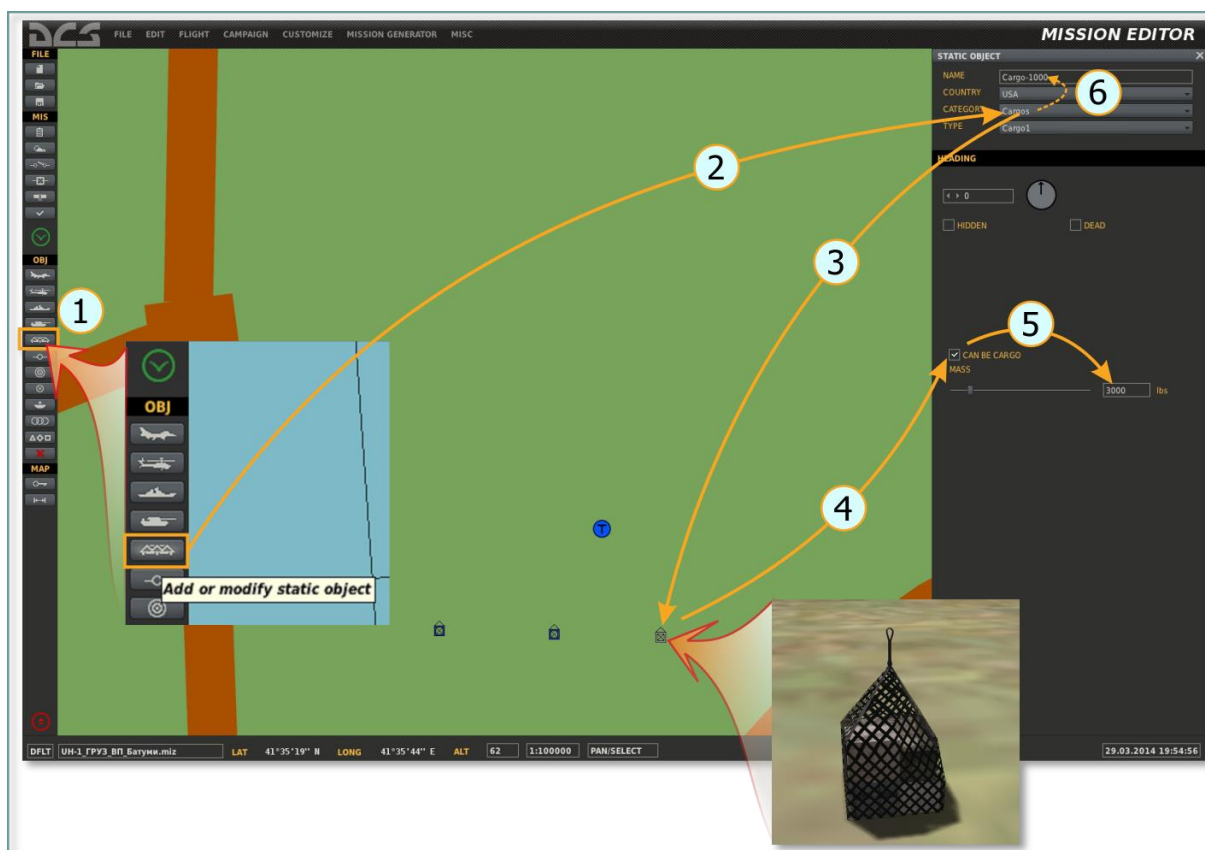 DCS FILE EDIT FLIGHT CAMPAIGN CUSTOMIZE MISSION GENERATOR MISC MISSION EDITOR
FILE
MIS
OBJ
MAP
1
2
3
4
5
6
OBJ
Add or modify static object
STATIC OBJECT
NAME Cargo-1000
COUNTRY USA
CATEGORY Cargos
TYPE Cargo1
HEADING
0
HIDDEN DEAD
CAN BE CARGO
MASS
3000 lbs
DFLT UH-1_ГРУЗ_ВП_Батуми.miz LAT 41°35'19'' N LONG 41°35'44'' E ALT 62 1:100000 PAN/SELECT 29.03.2014 19:54:56